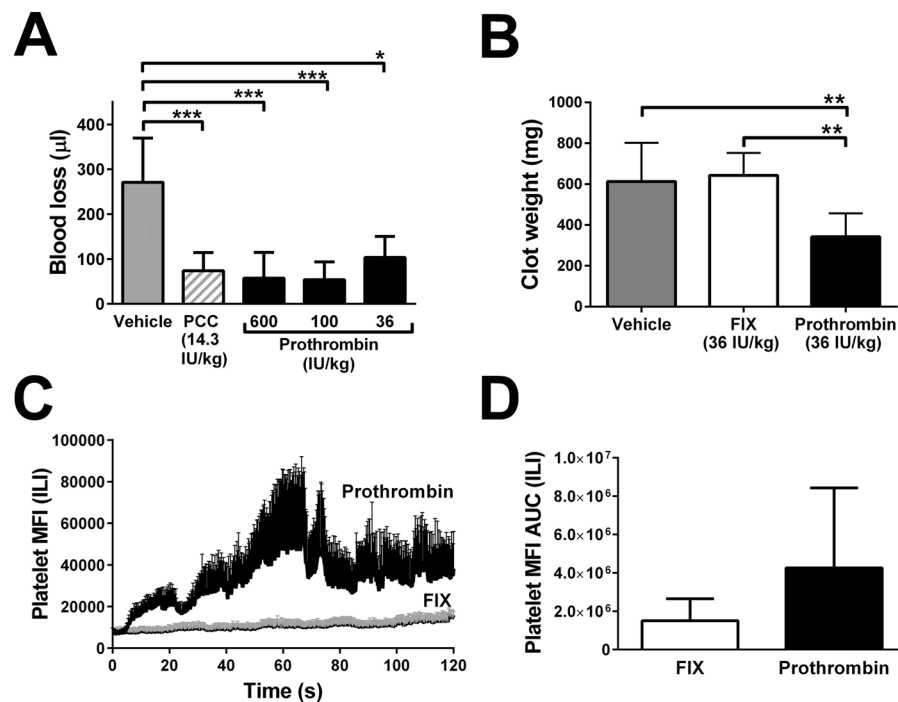 A
*
***
***
***
Blood loss (µl)
400
300
200
100
0
Vehicle
PCC
(14.3
IU/kg)
600 100 36
Prothrombin
(IU/kg)
B
**
**
Clot weight (mg)
1000
800
600
400
200
0
Vehicle
FIX
(36 IU/kg)
Prothrombin
(36 IU/kg)
C
Platelet MFI (ILI)
100000
80000
60000
40000
20000
0
Prothrombin
FIX
0 20 40 60 80 100 120
Time (s)
D
Platelet MFI AUC (ILI)
1.0×10⁷
8.0×10⁶
6.0×10⁶
4.0×10⁶
2.0×10⁶
0
FIX
Prothrombin